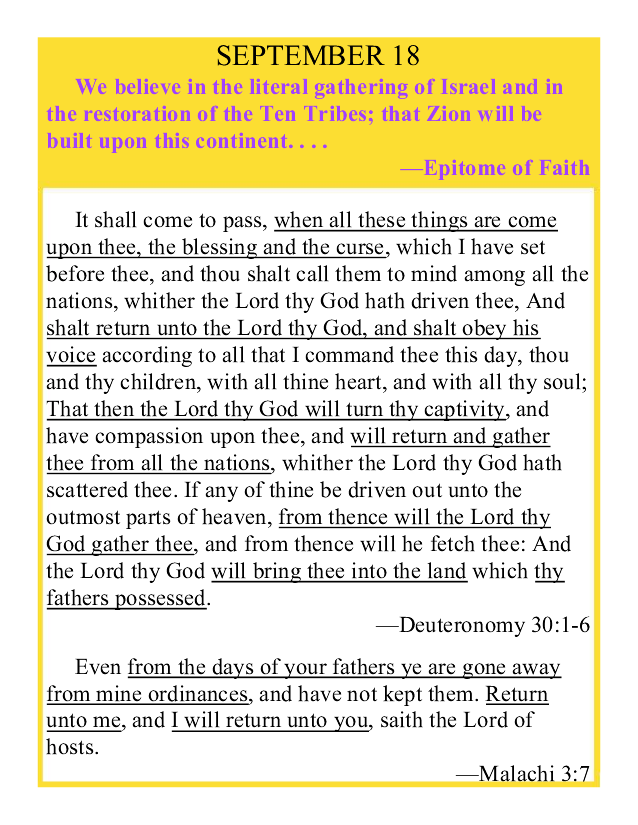 SEPTEMBER 18
We believe in the literal gathering of Israel and in
the restoration of the Ten Tribes; that Zion will be
built upon this continent. . . .
—Epitome of Faith
It shall come to pass, when all these things are come
upon thee, the blessing and the curse, which I have set
before thee, and thou shalt call them to mind among all the
nations, whither the Lord thy God hath driven thee, And
shalt return unto the Lord thy God, and shalt obey his
voice according to all that I command thee this day, thou
and thy children, with all thine heart, and with all thy soul;
That then the Lord thy God will turn thy captivity, and
have compassion upon thee, and will return and gather
thee from all the nations, whither the Lord thy God hath
scattered thee. If any of thine be driven out unto the
outmost parts of heaven, from thence will the Lord thy
God gather thee, and from thence will he fetch thee: And
the Lord thy God will bring thee into the land which thy
fathers possessed.
—Deuteronomy 30:1-6
Even from the days of your fathers ye are gone away
from mine ordinances, and have not kept them. Return
unto me, and I will return unto you, saith the Lord of
hosts.
—Malachi 3:7